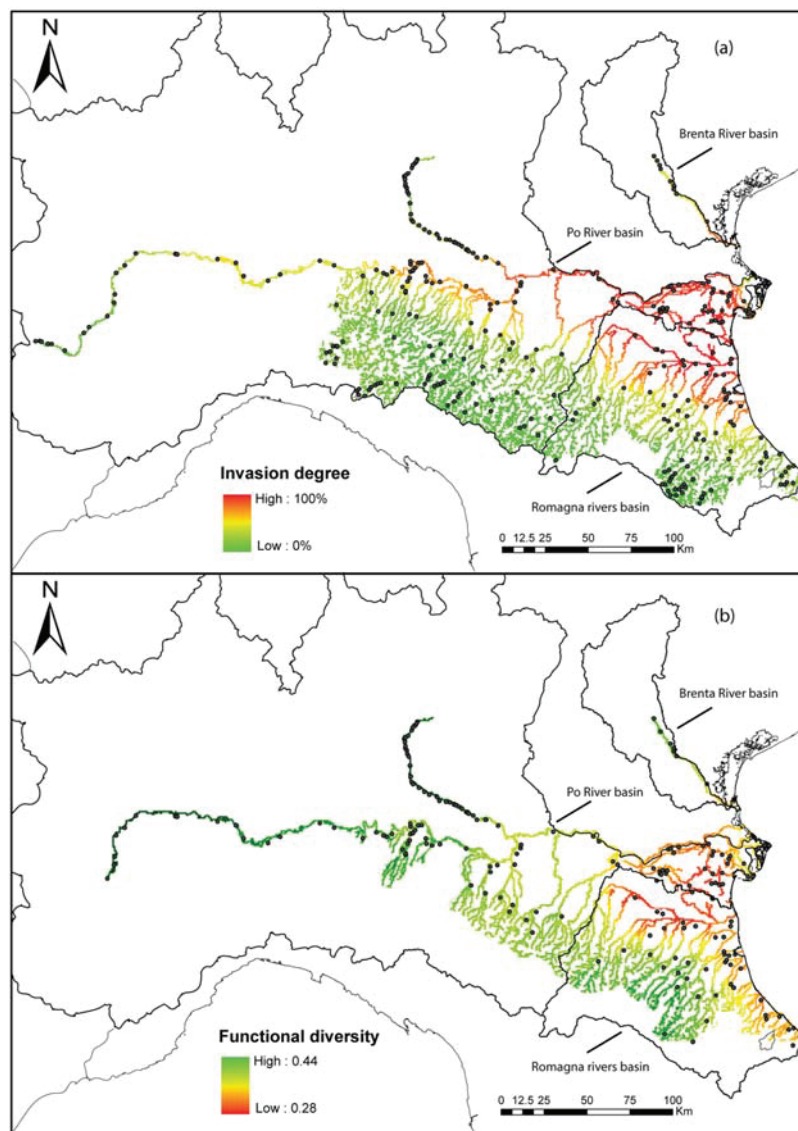 N
(a)
Brenta River basin
Po River basin
Invasion degree
High : 100%
Low : 0%
Romagna rivers basin
0 12.5 25 50 75 100
Km
N
(b)
Brenta River basin
Po River basin
Functional diversity
High : 0.44
Low : 0.28
Romagna rivers basin
0 12.5 25 50 75 100
Km